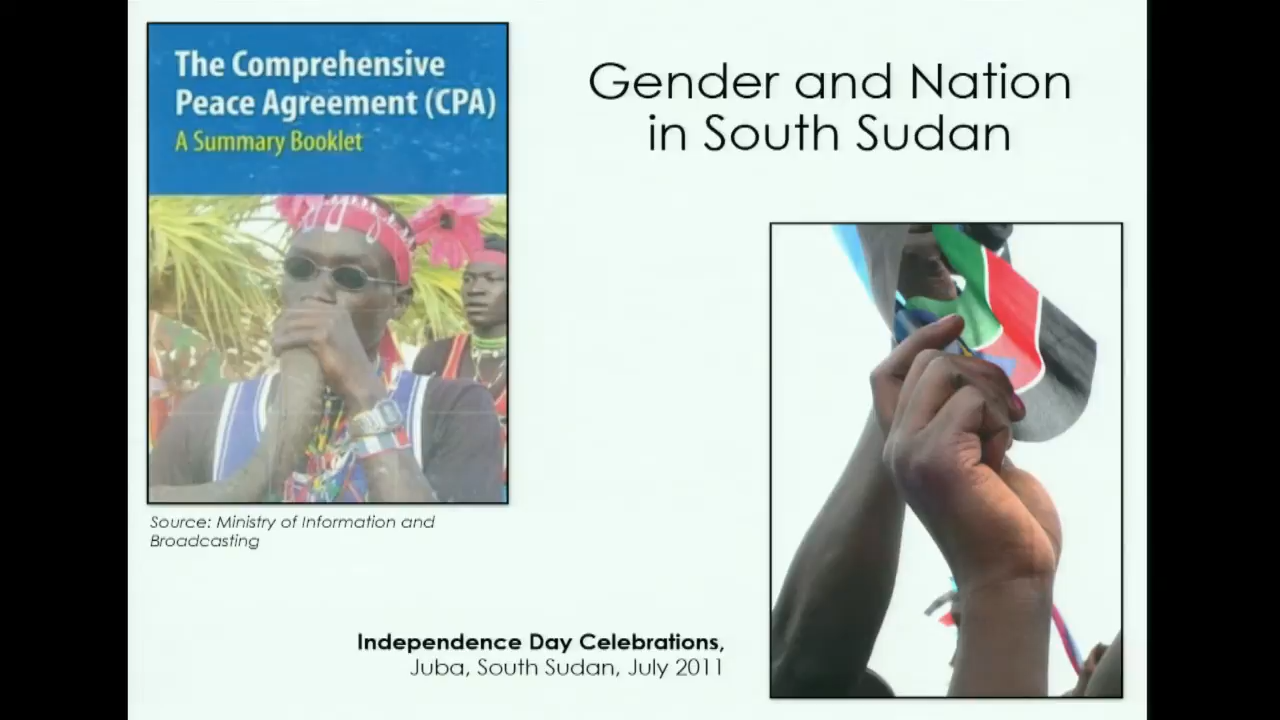 The Comprehensive
Peace Agreement (CPA)
A Summary Booklet
Gender and Nation
in South Sudan
Source: Ministry of Information and
Broadcasting
Independence Day Celebrations,
Juba, South Sudan, July 2011